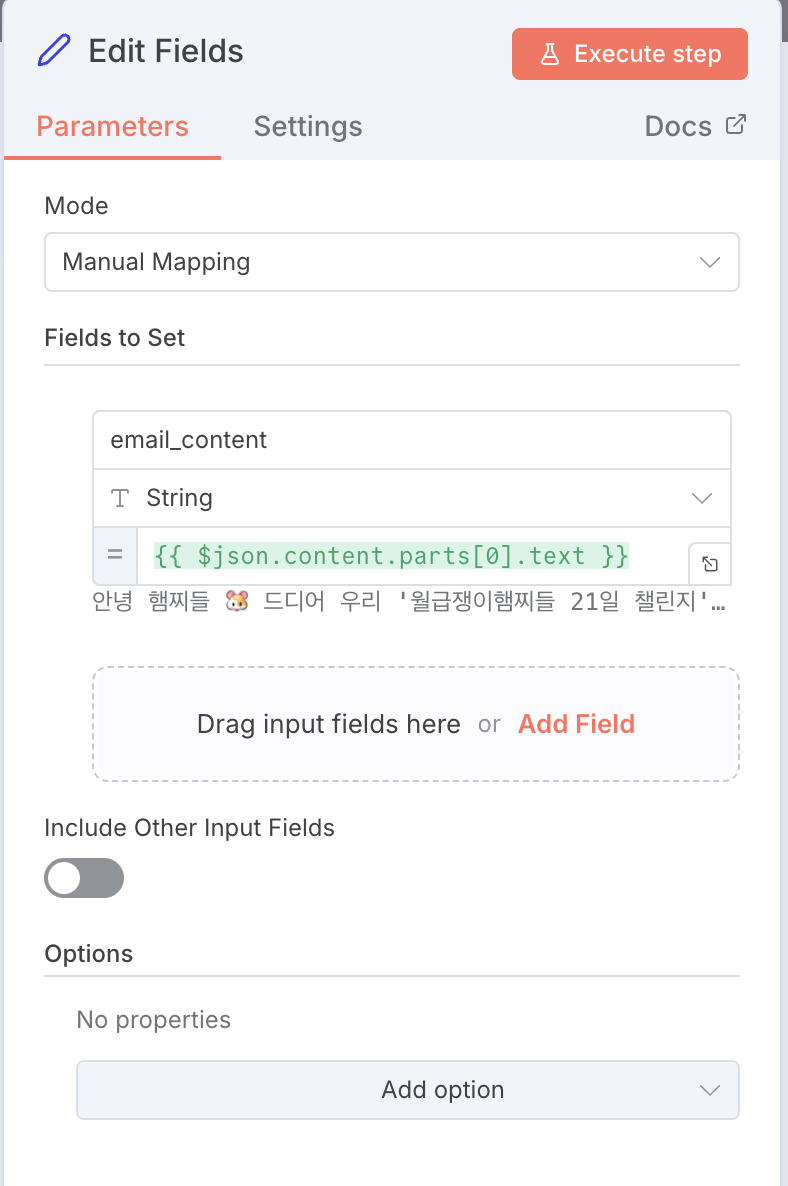 Edit Fields
Execute step
Parameters
Settings
Docs
Mode
Manual Mapping
Fields to Set
email_content
T String
= {{ $json.content.parts[0].text }}
안녕 햄찌들 🐹 드디어 우리 '월급쟁이햄찌들 21일 챌린지'…
Drag input fields here or Add Field
Include Other Input Fields
Options
No properties
Add option